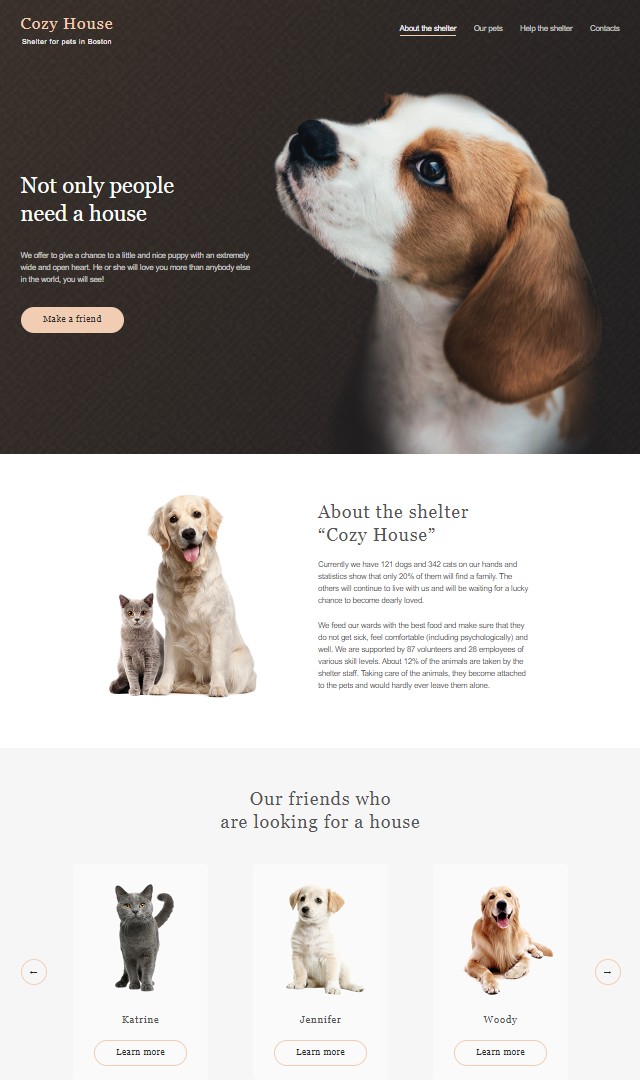 Cozy House
Shelter for pets in Boston
About the shelter
Our pets
Help the shelter
Contacts
Not only people
need a house
We offer to give a chance to a little and nice puppy with an extremely
wide and open heart. He or she will love you more than anybody else
in the world, you will see!
Make a friend
About the shelter
“Cozy House”
Currently we have 121 dogs and 342 cats on our hands and
statistics show that only 20% of them will find a family. The
others will continue to live with us and will be waiting for a lucky
chance to become dearly loved.
We feed our wards with the best food and make sure that they
do not get sick, feel comfortable (including psychologically) and
well. We are supported by 87 volunteers and 28 employees of
various skill levels. About 12% of the animals are taken by the
shelter staff. Taking care of the animals, they become attached
to the pets and would hardly ever leave them alone.
Our friends who
are looking for a house
←
→
Katrine
Jennifer
Woody
Learn more
Learn more
Learn more